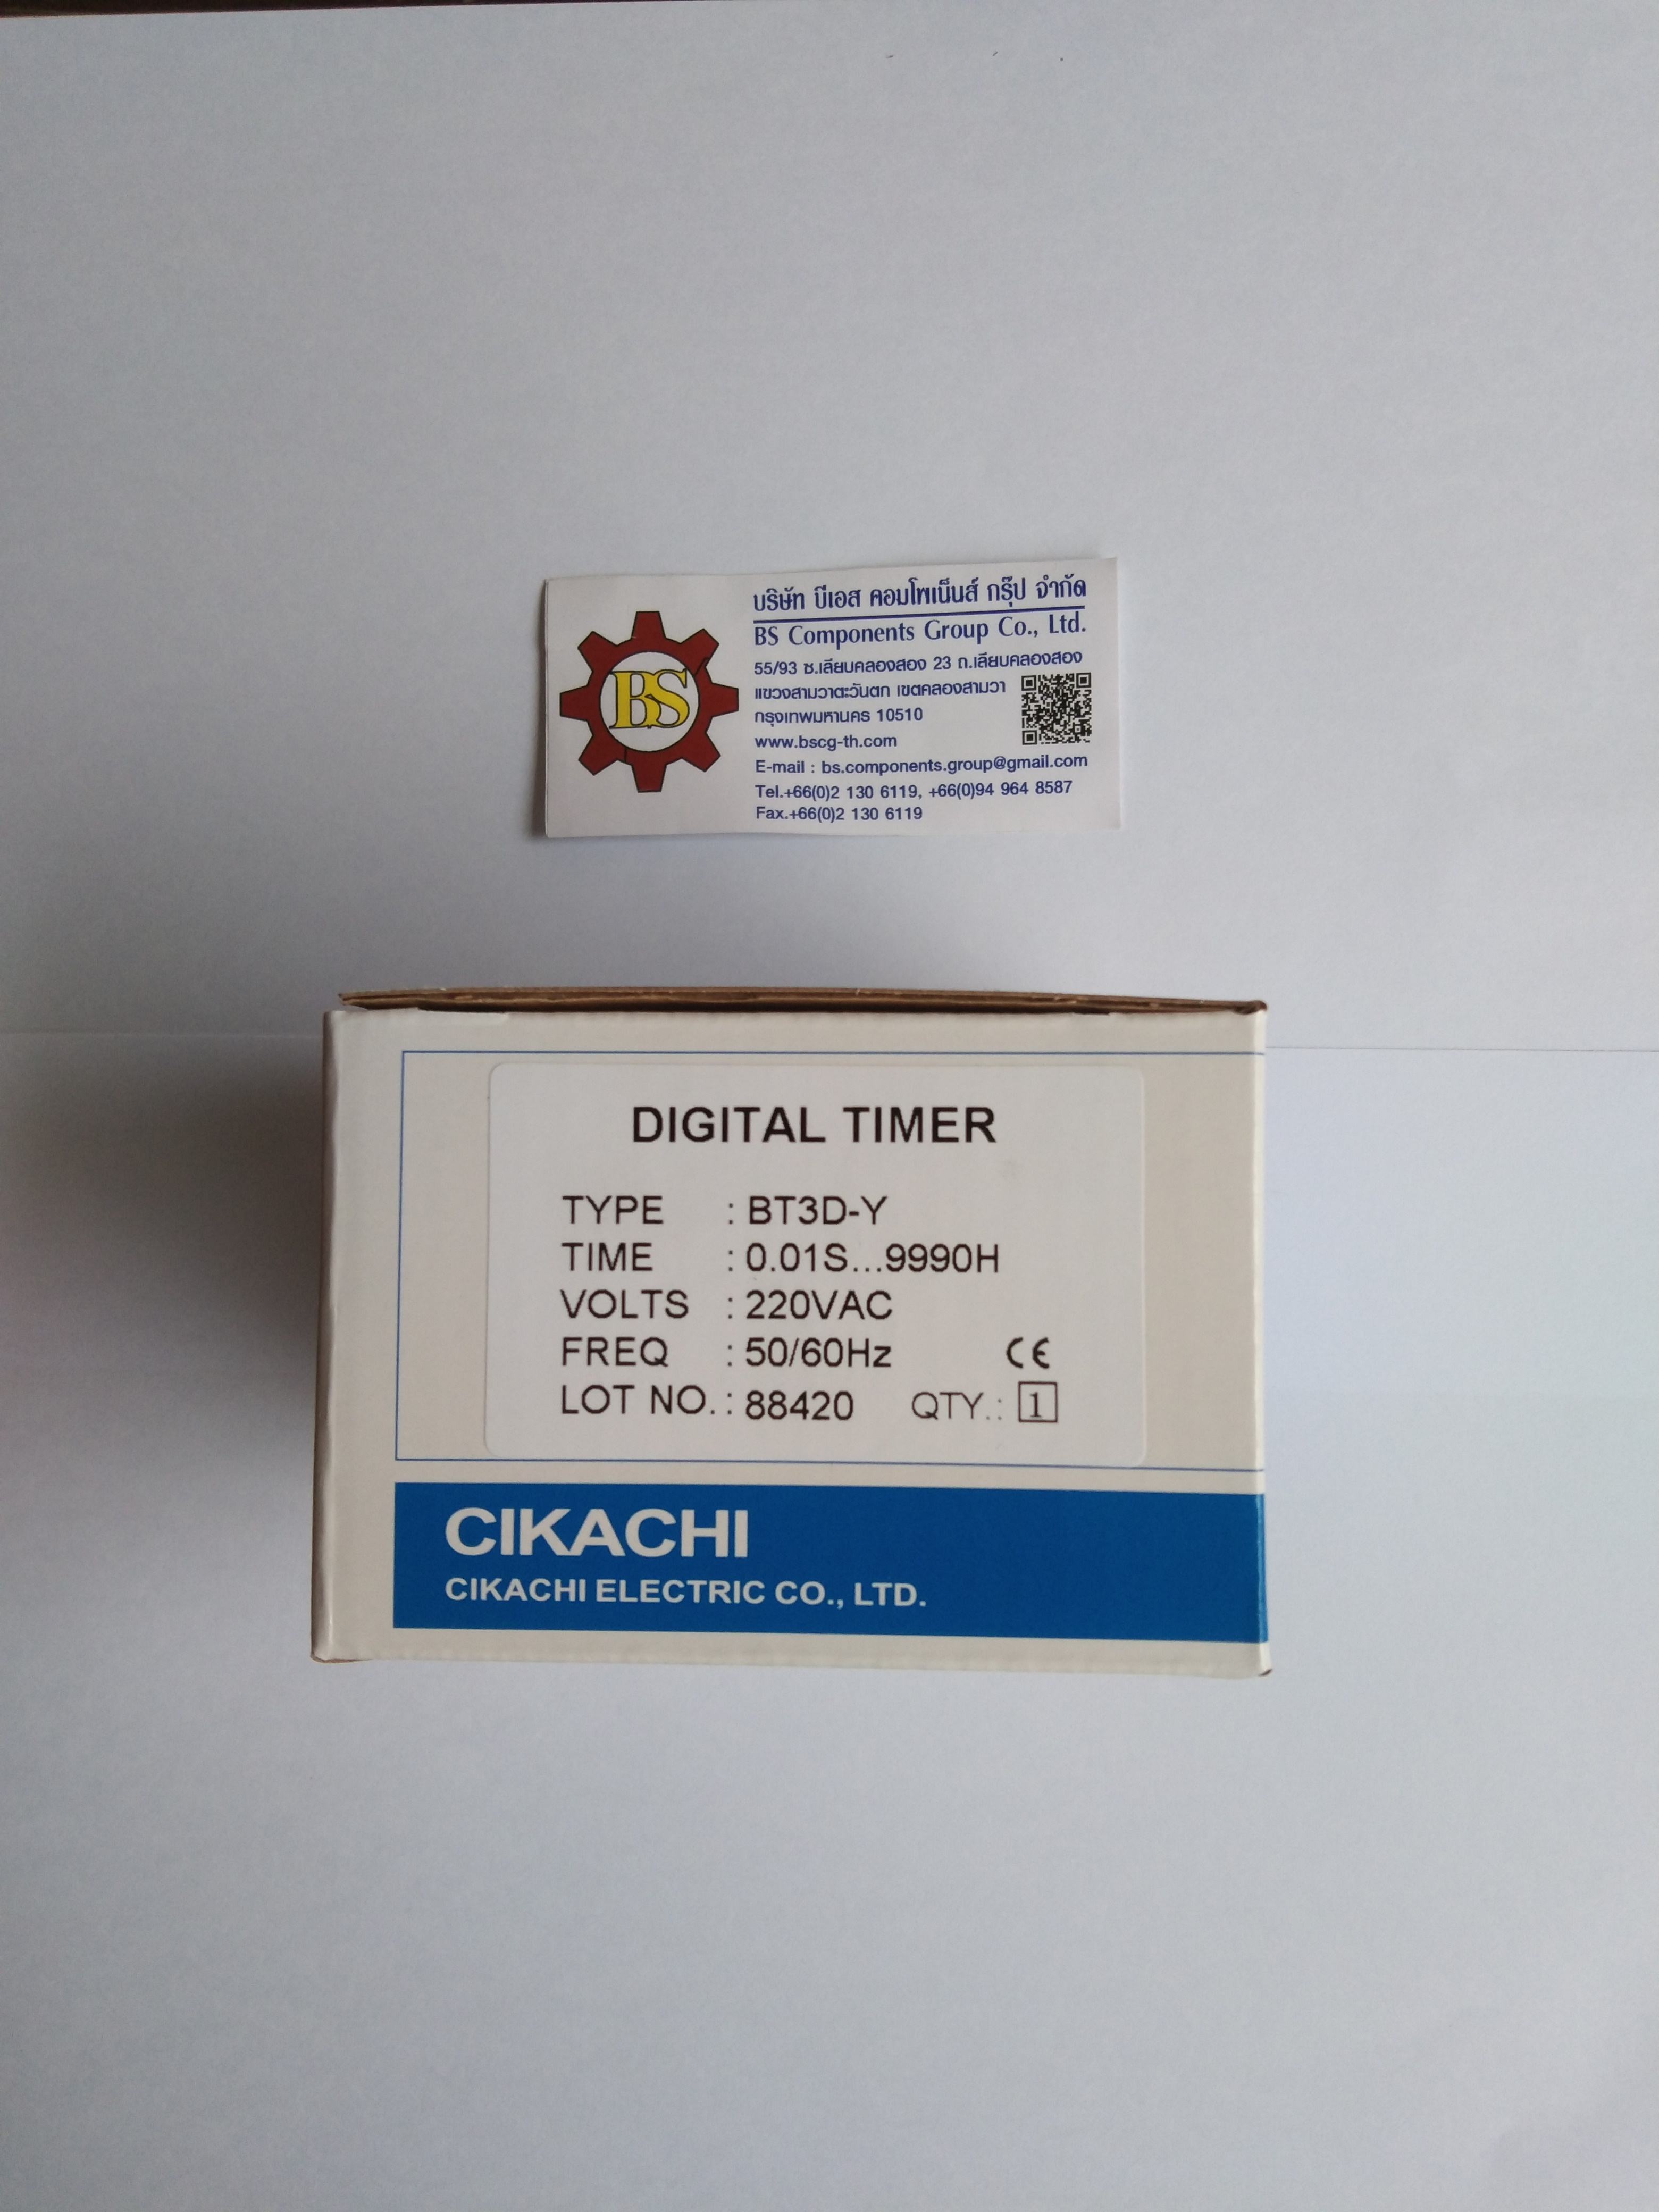 บริษัท บีเอส คอมโพเน็นส์ กรุ๊ป จำกัด
BS Components Group Co., Ltd.
55/93 ซ.เลียบคลองสอง 23 ถ.เลียบคลองสอง
แขวงสามวาตะวันตก เขตคลองสามวา
กรุงเทพมหานคร 10510
www.bscg-th.com
E-mail : bs.components.group@gmail.com
Tel.+66(0)2 130 6119, +66(0)94 964 8587
Fax.+66(0)2 130 6119
BS
DIGITAL TIMER
TYPE : BT3D-Y
TIME : 0.01S...9990H
VOLTS : 220VAC
FREQ : 50/60Hz CE
LOT NO. : 88420 QTY.: 1
CIKACHI
CIKACHI ELECTRIC CO., LTD.